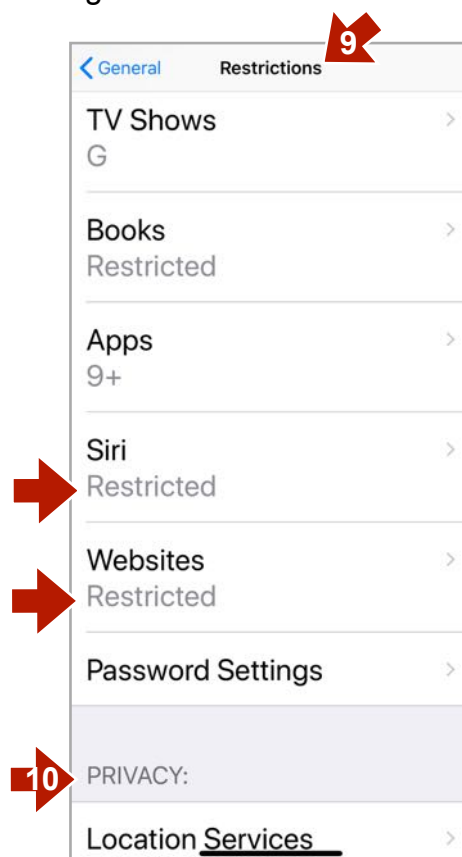 9
General Restrictions
TV Shows
G
Books
Restricted
Apps
9+
Siri
Restricted
Websites
Restricted
Password Settings
10 PRIVACY:
Location Services